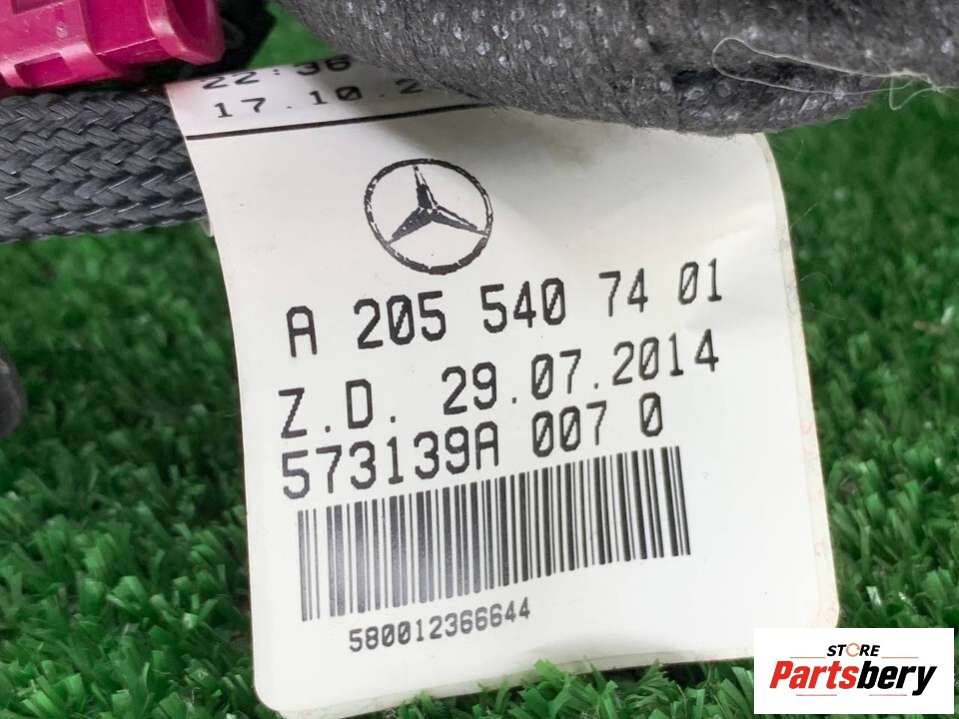 22:36
17.10.2
A 205 540 74 01
Z.D. 29.07.2014
573139A 007 0
580012366644
STORE
Partsbery